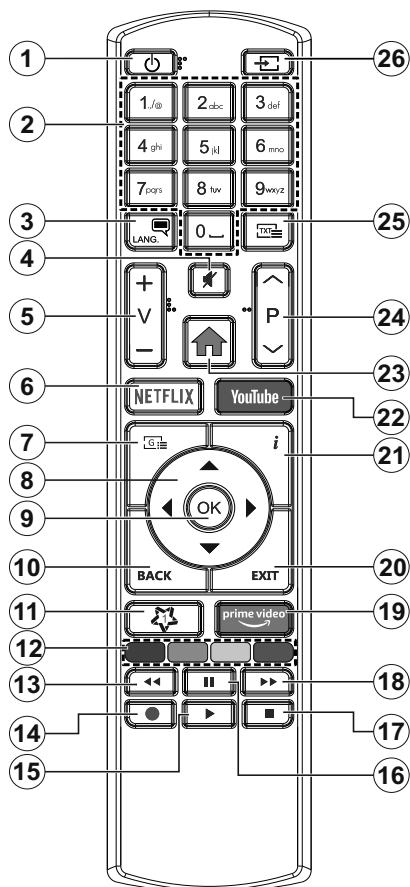 1
26
2
1./@
2abc
3def
4ghi
5jkl
6mno
7pqrs
8tuv
9wxyz
3
LANG.
0
TXT
25
4
5
+
V
−
P
24
23
6
NETFLIX
YouTube
22
7
G
i
21
8
9
OK
10
BACK
EXIT
20
11
1
prime video
19
12
13
18
14
17
15
16